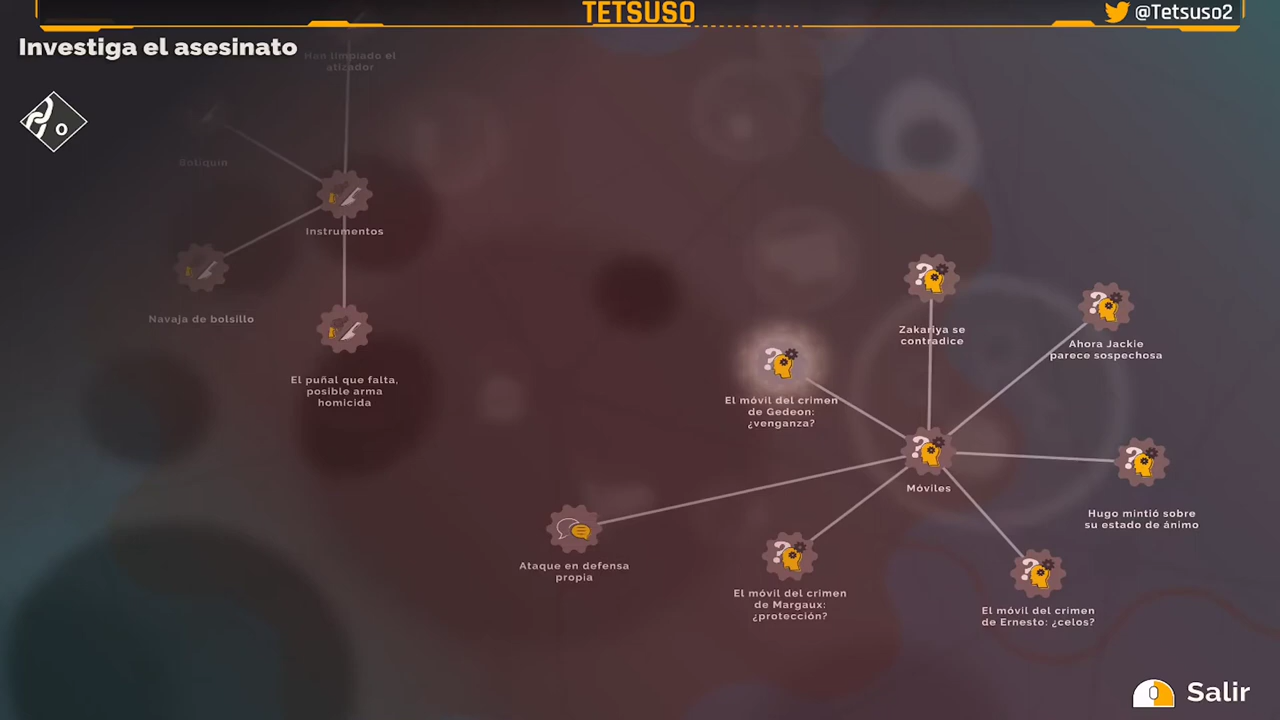 TETSUSO
@Tetsuso2
Investiga el asesinato
Han limpiado el
atizador
0
Botiquín
Instrumentos
Navaja de bolsillo
El puñal que falta,
posible arma
homicida
Zakariya se
contradice
Ahora Jackie
parece sospechosa
El móvil del crimen
de Gedeon:
¿venganza?
Móviles
Hugo mintió sobre
su estado de ánimo
Ataque en defensa
propia
El móvil del crimen
de Margaux:
¿protección?
El móvil del crimen
de Ernesto: ¿celos?
Salir